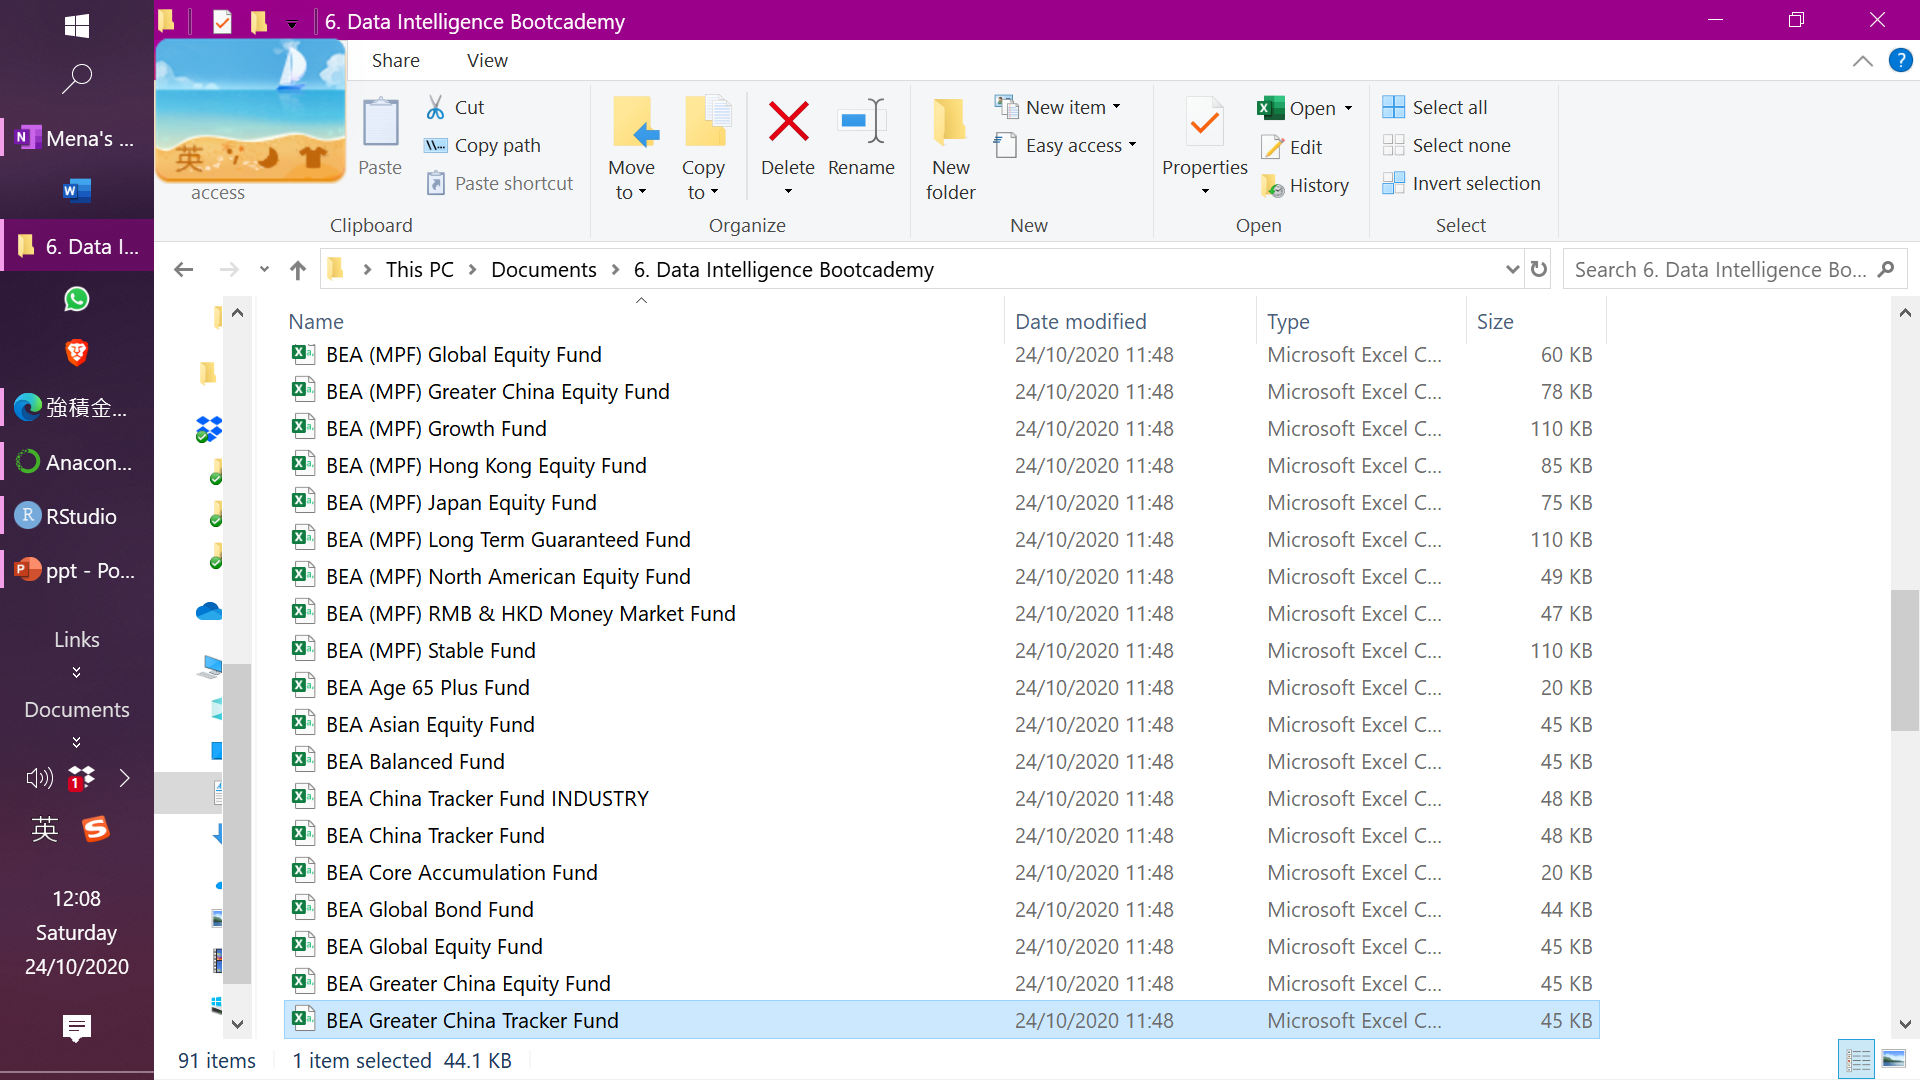 6. Data Intelligence Bootcademy
Share View
英
access
Paste
Cut
Copy path
Paste shortcut
Clipboard
Move to
Copy to
Delete
Rename
Organize
New folder
New item
Easy access
New
Properties
Open
Edit
History
Open
Select all
Select none
Invert selection
Select
This PC > Documents > 6. Data Intelligence Bootcademy
Search 6. Data Intelligence Bo...
Name Date modified Type Size
BEA (MPF) Global Equity Fund 24/10/2020 11:48 Microsoft Excel C... 60 KB
BEA (MPF) Greater China Equity Fund 24/10/2020 11:48 Microsoft Excel C... 78 KB
BEA (MPF) Growth Fund 24/10/2020 11:48 Microsoft Excel C... 110 KB
BEA (MPF) Hong Kong Equity Fund 24/10/2020 11:48 Microsoft Excel C... 85 KB
BEA (MPF) Japan Equity Fund 24/10/2020 11:48 Microsoft Excel C... 75 KB
BEA (MPF) Long Term Guaranteed Fund 24/10/2020 11:48 Microsoft Excel C... 110 KB
BEA (MPF) North American Equity Fund 24/10/2020 11:48 Microsoft Excel C... 49 KB
BEA (MPF) RMB & HKD Money Market Fund 24/10/2020 11:48 Microsoft Excel C... 47 KB
BEA (MPF) Stable Fund 24/10/2020 11:48 Microsoft Excel C... 110 KB
BEA Age 65 Plus Fund 24/10/2020 11:48 Microsoft Excel C... 20 KB
BEA Asian Equity Fund 24/10/2020 11:48 Microsoft Excel C... 45 KB
BEA Balanced Fund 24/10/2020 11:48 Microsoft Excel C... 45 KB
BEA China Tracker Fund INDUSTRY 24/10/2020 11:48 Microsoft Excel C... 48 KB
BEA China Tracker Fund 24/10/2020 11:48 Microsoft Excel C... 48 KB
BEA Core Accumulation Fund 24/10/2020 11:48 Microsoft Excel C... 20 KB
BEA Global Bond Fund 24/10/2020 11:48 Microsoft Excel C... 44 KB
BEA Global Equity Fund 24/10/2020 11:48 Microsoft Excel C... 45 KB
BEA Greater China Equity Fund 24/10/2020 11:48 Microsoft Excel C... 45 KB
BEA Greater China Tracker Fund 24/10/2020 11:48 Microsoft Excel C... 45 KB
91 items 1 item selected 44.1 KB
Mena's ...
6. Data I...
強積金...
Anacon...
RStudio
ppt - Po...
Links
Documents
1
英
12:08
Saturday
24/10/2020